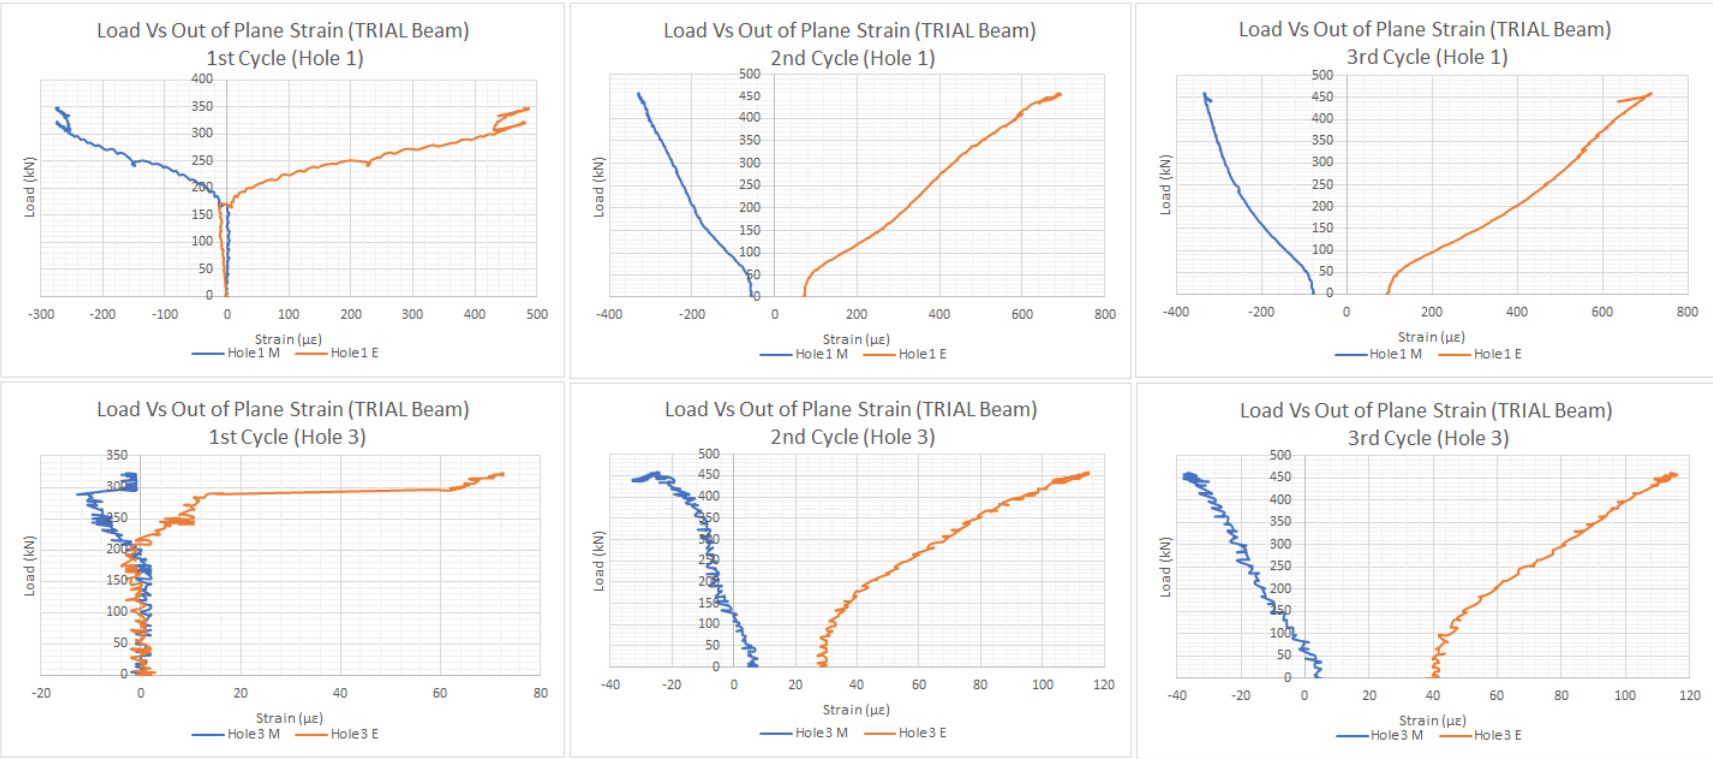 Load Vs Out of Plane Strain (TRIAL Beam)
1st Cycle (Hole 1)
400
350
300
250
200
150
100
50
0
Load (kN)
-300 -200 -100 0 100 200 300 400 500
Strain (µε)
Hole1 M Hole1 E
Load Vs Out of Plane Strain (TRIAL Beam)
2nd Cycle (Hole 1)
500
450
400
350
300
250
200
150
100
50
0
Load (kN)
-400 -200 0 200 400 600 800
Strain (µε)
Hole1 M Hole1 E
Load Vs Out of Plane Strain (TRIAL Beam)
3rd Cycle (Hole 1)
500
450
400
350
300
250
200
150
100
50
0
Load (kN)
-400 -200 0 200 400 600 800
Strain (µε)
Hole1 M Hole1 E
Load Vs Out of Plane Strain (TRIAL Beam)
1st Cycle (Hole 3)
350
300
250
200
150
100
50
0
Load (kN)
-20 0 20 40 60 80
Strain (µε)
Hole3 M Hole3 E
Load Vs Out of Plane Strain (TRIAL Beam)
2nd Cycle (Hole 3)
500
450
400
350
300
250
200
150
100
50
0
Load (kN)
-40 -20 0 20 40 60 80 100 120
Strain (µε)
Hole3 M Hole3 E
Load Vs Out of Plane Strain (TRIAL Beam)
3rd Cycle (Hole 3)
500
450
400
350
300
250
200
150
100
50
0
Load (kN)
-40 -20 0 20 40 60 80 100 120
Strain (µε)
Hole3 M Hole3 E